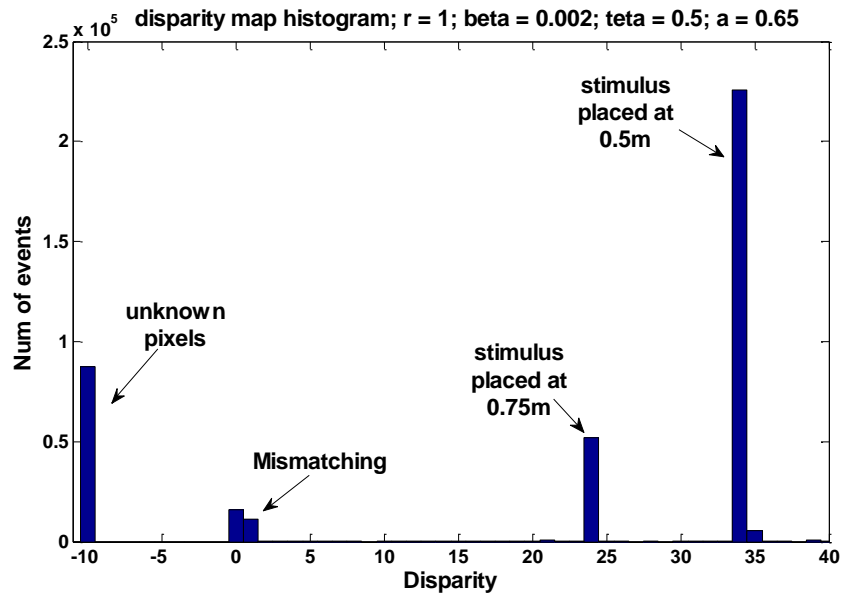 x 10⁵ disparity map histogram; r = 1; beta = 0.002; teta = 0.5; a = 0.65
2.5
2
1.5
1
0.5
0
Num of events
stimulus
placed at
0.5m
unknown
pixels
stimulus
placed at
0.75m
Mismatching
-10 -5 0 5 10 15 20 25 30 35 40
Disparity